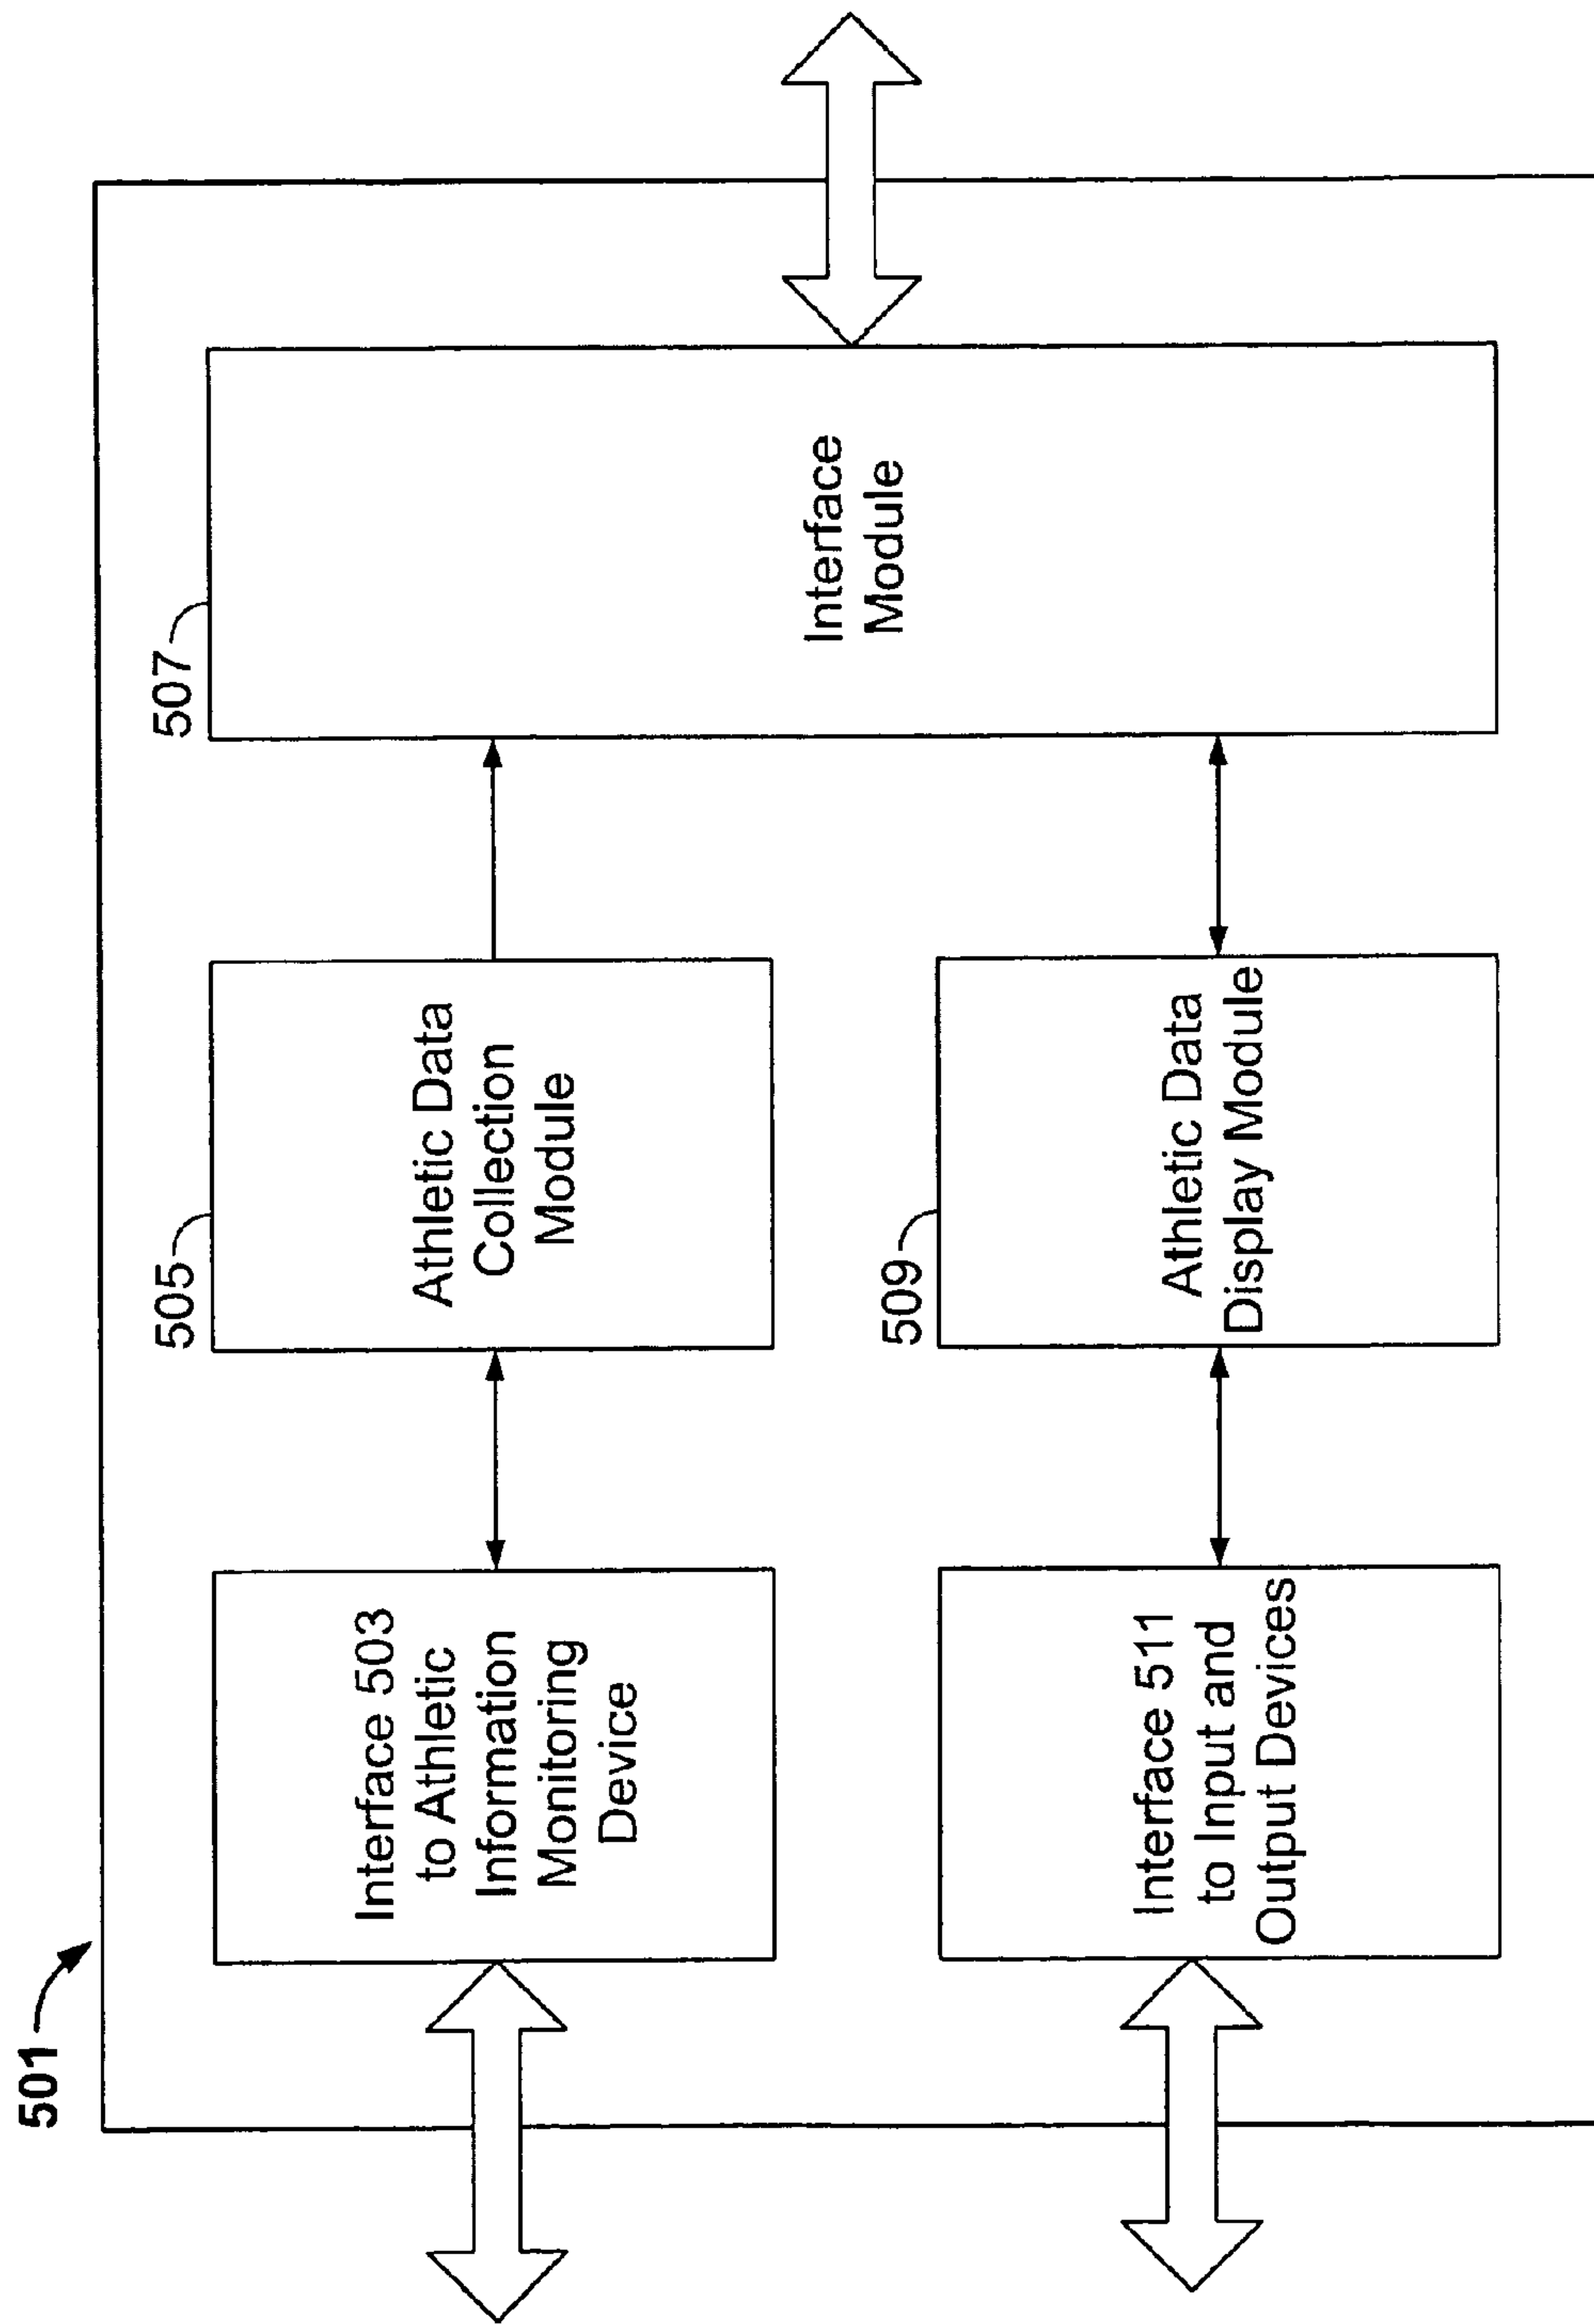 501
Interface 503
to Athletic
Information
Monitoring
Device
505
Athletic Data
Collection
Module
507
Interface
Module
Interface 511
to Input and
Output Devices
509
Athletic Data
Display Module